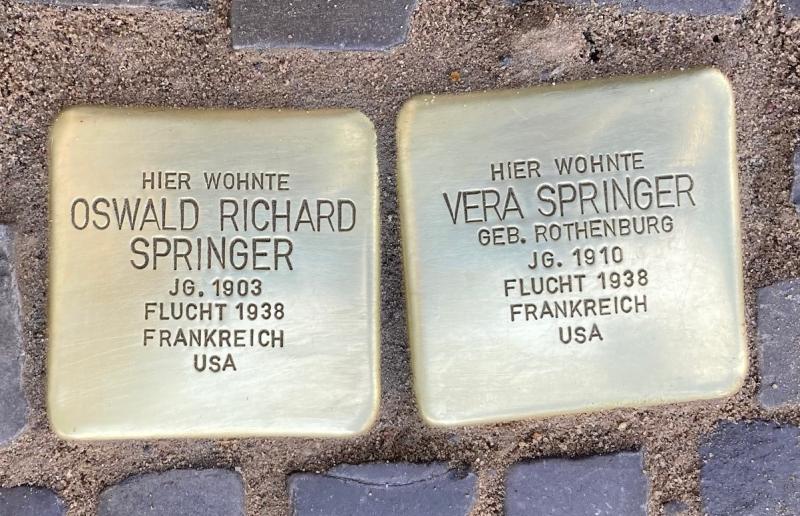 HIER WOHNTE
OSWALD RICHARD
SPRINGER
JG. 1903
FLUCHT 1938
FRANKREICH
USA
HIER WOHNTE
VERA SPRINGER
GEB. ROTHENBURG
JG. 1910
FLUCHT 1938
FRANKREICH
USA